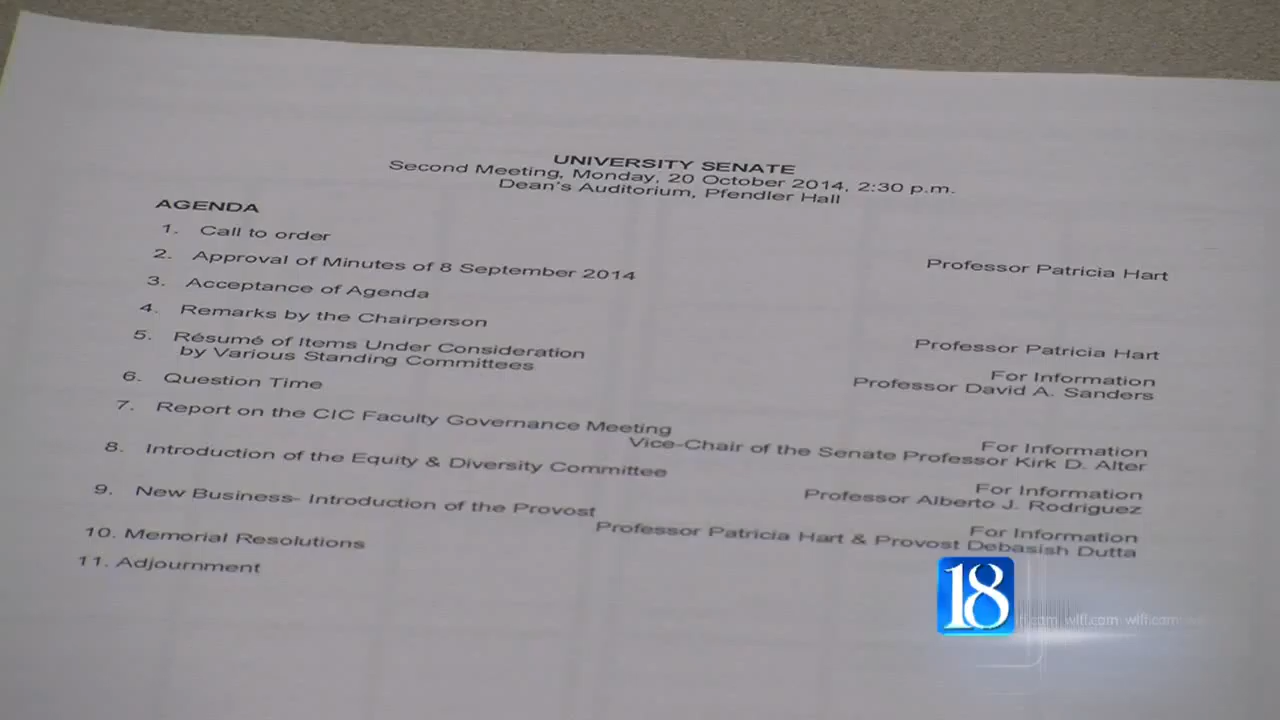 UNIVERSITY SENATE
Second Meeting, Monday, 20 October 2014, 2:30 p.m.
Dean's Auditorium, Pfendler Hall
AGENDA
1. Call to order
Professor Patricia Hart
2. Approval of Minutes of 8 September 2014
3. Acceptance of Agenda
4. Remarks by the Chairperson
Professor Patricia Hart
5. Résumé of Items Under Consideration
by Various Standing Committees
For Information
Professor David A. Sanders
6. Question Time
7. Report on the CIC Faculty Governance Meeting
For Information
Vice-Chair of the Senate Professor Kirk D. Alter
8. Introduction of the Equity & Diversity Committee
For Information
Professor Alberto J. Rodriguez
9. New Business- Introduction of the Provost
For Information
Professor Patricia Hart & Provost Debasish Dutta
10. Memorial Resolutions
11. Adjournment
18
wlfi.com wlfi.com